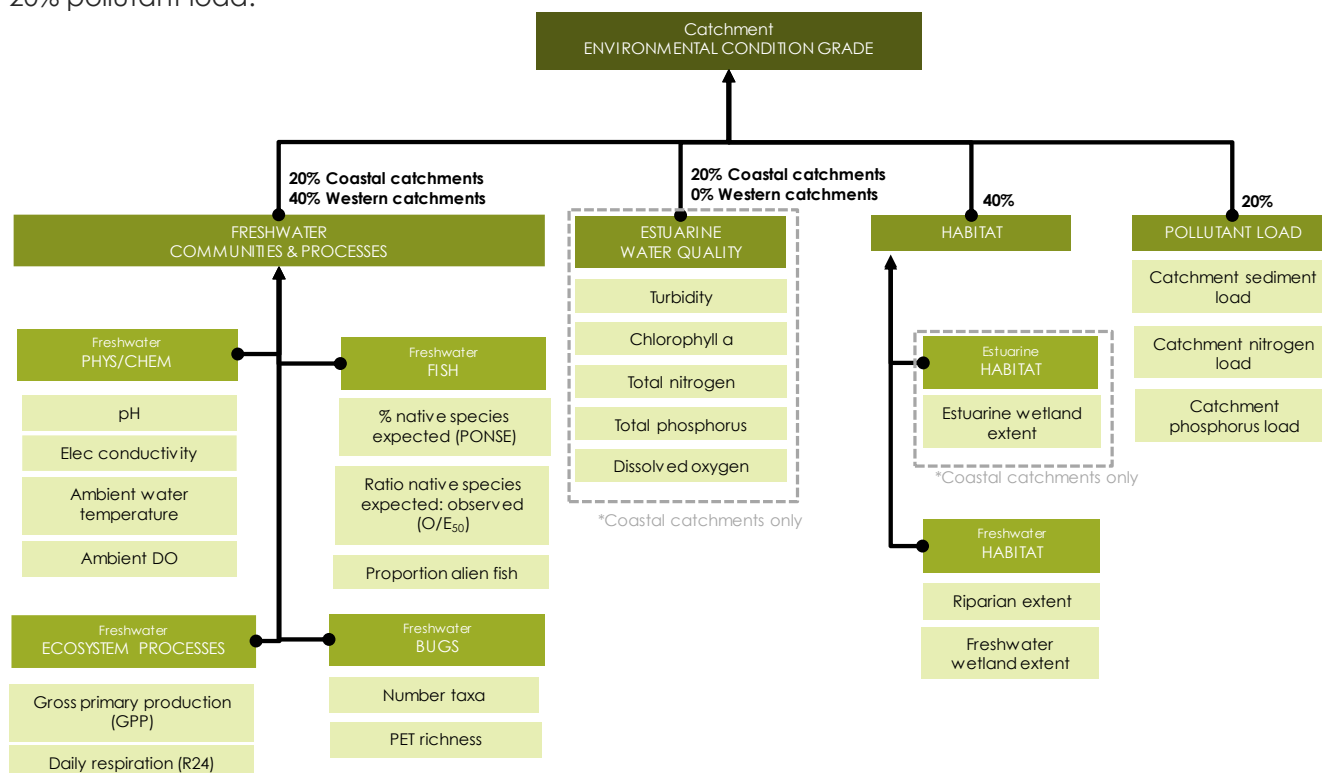 20% pollutant load.
Catchment
ENVIRONMENTAL CONDITION GRADE
20% Coastal catchments
40% Western catchments
20% Coastal catchments
0% Western catchments
40%
20%
FRESHWATER
COMMUNITIES & PROCESSES
ESTUARINE
WATER QUALITY
HABITAT
POLLUTANT LOAD
Freshwater
PHYS/CHEM
pH
Elec conductivity
Ambient water
temperature
Ambient DO
Freshwater
FISH
% native species
expected (PONSE)
Ratio native species
expected: observed
(O/E₅₀)
Proportion alien fish
Freshwater
ECOSYSTEM PROCESSES
Gross primary production
(GPP)
Daily respiration (R24)
Freshwater
BUGS
Number taxa
PET richness
Turbidity
Chlorophyll a
Total nitrogen
Total phosphorus
Dissolved oxygen
*Coastal catchments only
Estuarine
HABITAT
Estuarine wetland
extent
*Coastal catchments only
Freshwater
HABITAT
Riparian extent
Freshwater
wetland extent
Catchment sediment
load
Catchment nitrogen
load
Catchment
phosphorus load